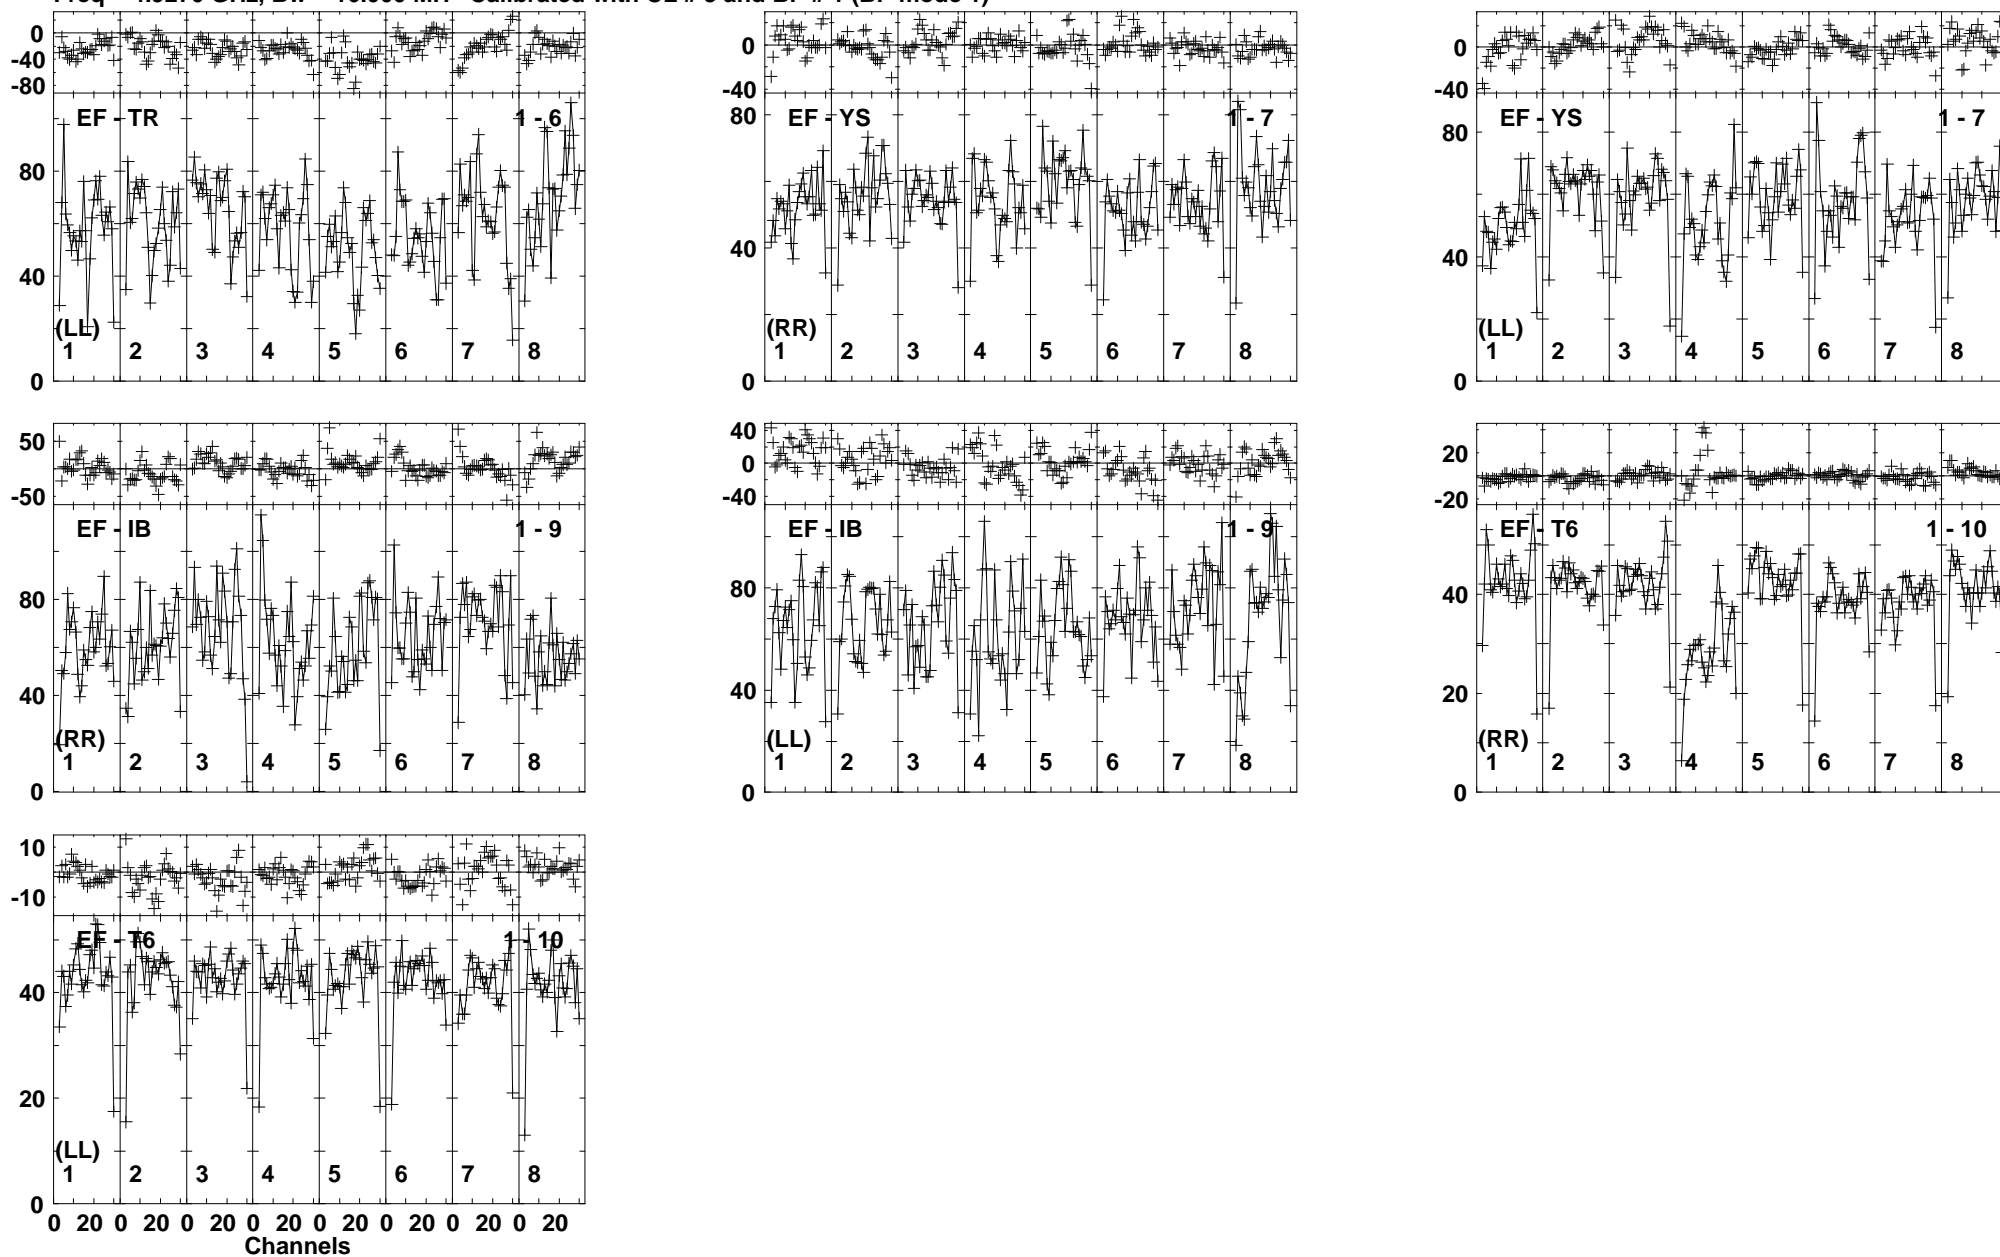 0 -40 -80
EF - TR 1 - 6
80 40 0
(LL)
1 2 3 4 5 6 7 8
0 -40
EF - YS 1 - 7
80 40 0
(RR)
1 2 3 4 5 6 7 8
0 -40
EF - YS 1 - 7
80 40 0
(LL)
1 2 3 4 5 6 7 8
50 -50
EF - IB 1 - 9
80 40 0
(RR)
1 2 3 4 5 6 7 8
40 0 -40
EF - IB 1 - 9
80 40 0
(LL)
1 2 3 4 5 6 7 8
20 -20
EF - T6 1 - 10
40 20 0
(RR)
1 2 3 4 5 6 7 8
10 -10
EF - T6 1 - 10
40 20 0
(LL)
1 2 3 4 5 6 7 8
0 20 0 20 0 20 0 20 0 20 0 20 0 20 0 20
Channels